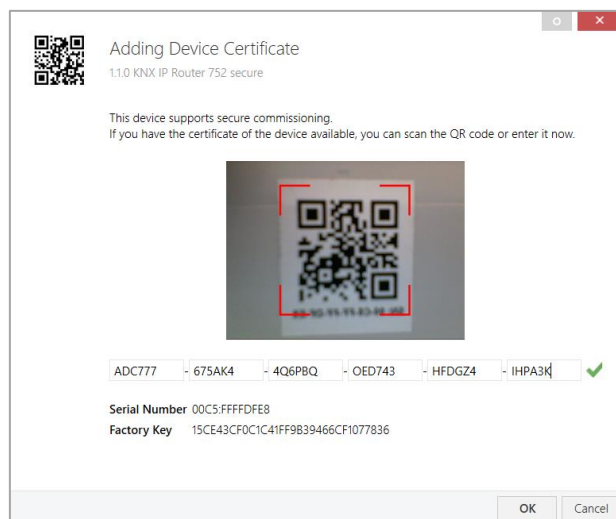 Adding Device Certificate
1.1.0 KNX IP Router 752 secure
This device supports secure commissioning.
If you have the certificate of the device available, you can scan the QR code or enter it now.
ADC777 - 675AK4 - 4Q6PBQ - OED743 - HFDGZ4 - IHPA3K
Serial Number 00C5:FFFFDFE8
Factory Key 15CE43CF0C1C41FF9B39466CF1077836
OK Cancel